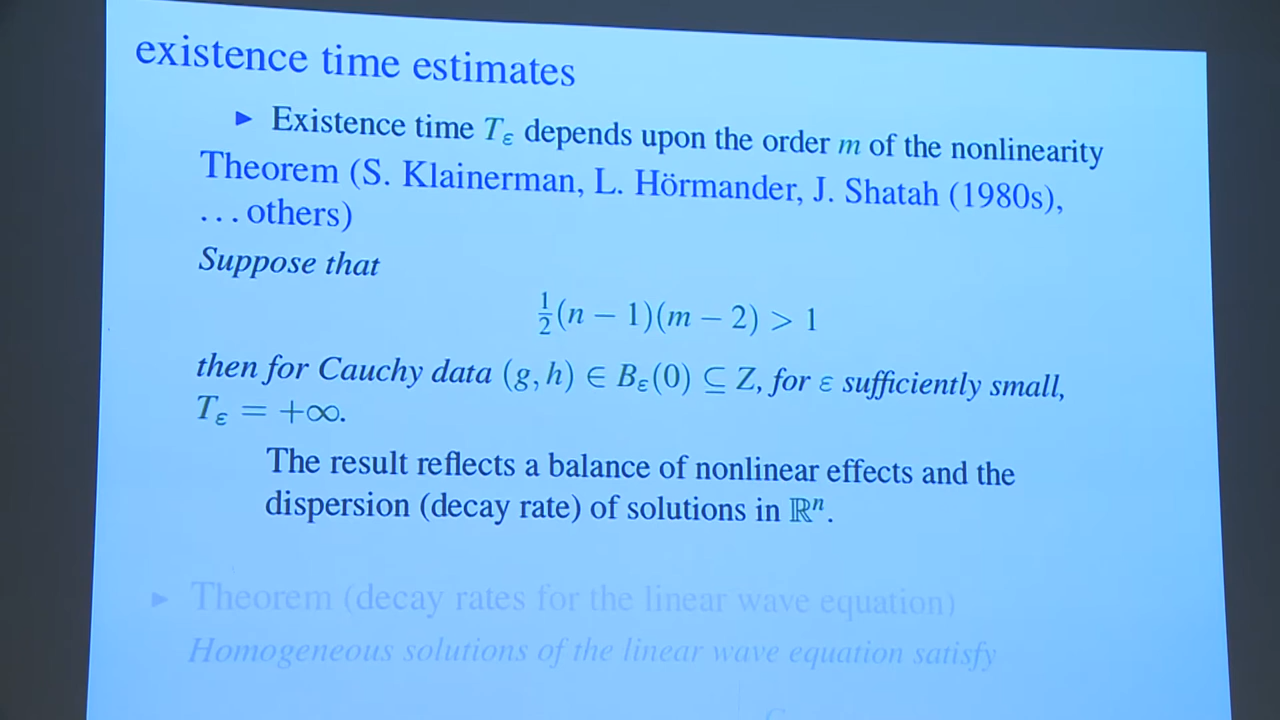 existence time estimates
▶ Existence time T_ε depends upon the order m of the nonlinearity
Theorem (S. Klainerman, L. Hörmander, J. Shatah (1980s),
...others)
Suppose that
½(n − 1)(m − 2) > 1
then for Cauchy data (g, h) ∈ B_ε(0) ⊆ Z, for ε sufficiently small,
T_ε = +∞.
The result reflects a balance of nonlinear effects and the
dispersion (decay rate) of solutions in ℝⁿ.
▶ Theorem (decay rates for the linear wave equation)
Homogeneous solutions of the linear wave equation satisfy